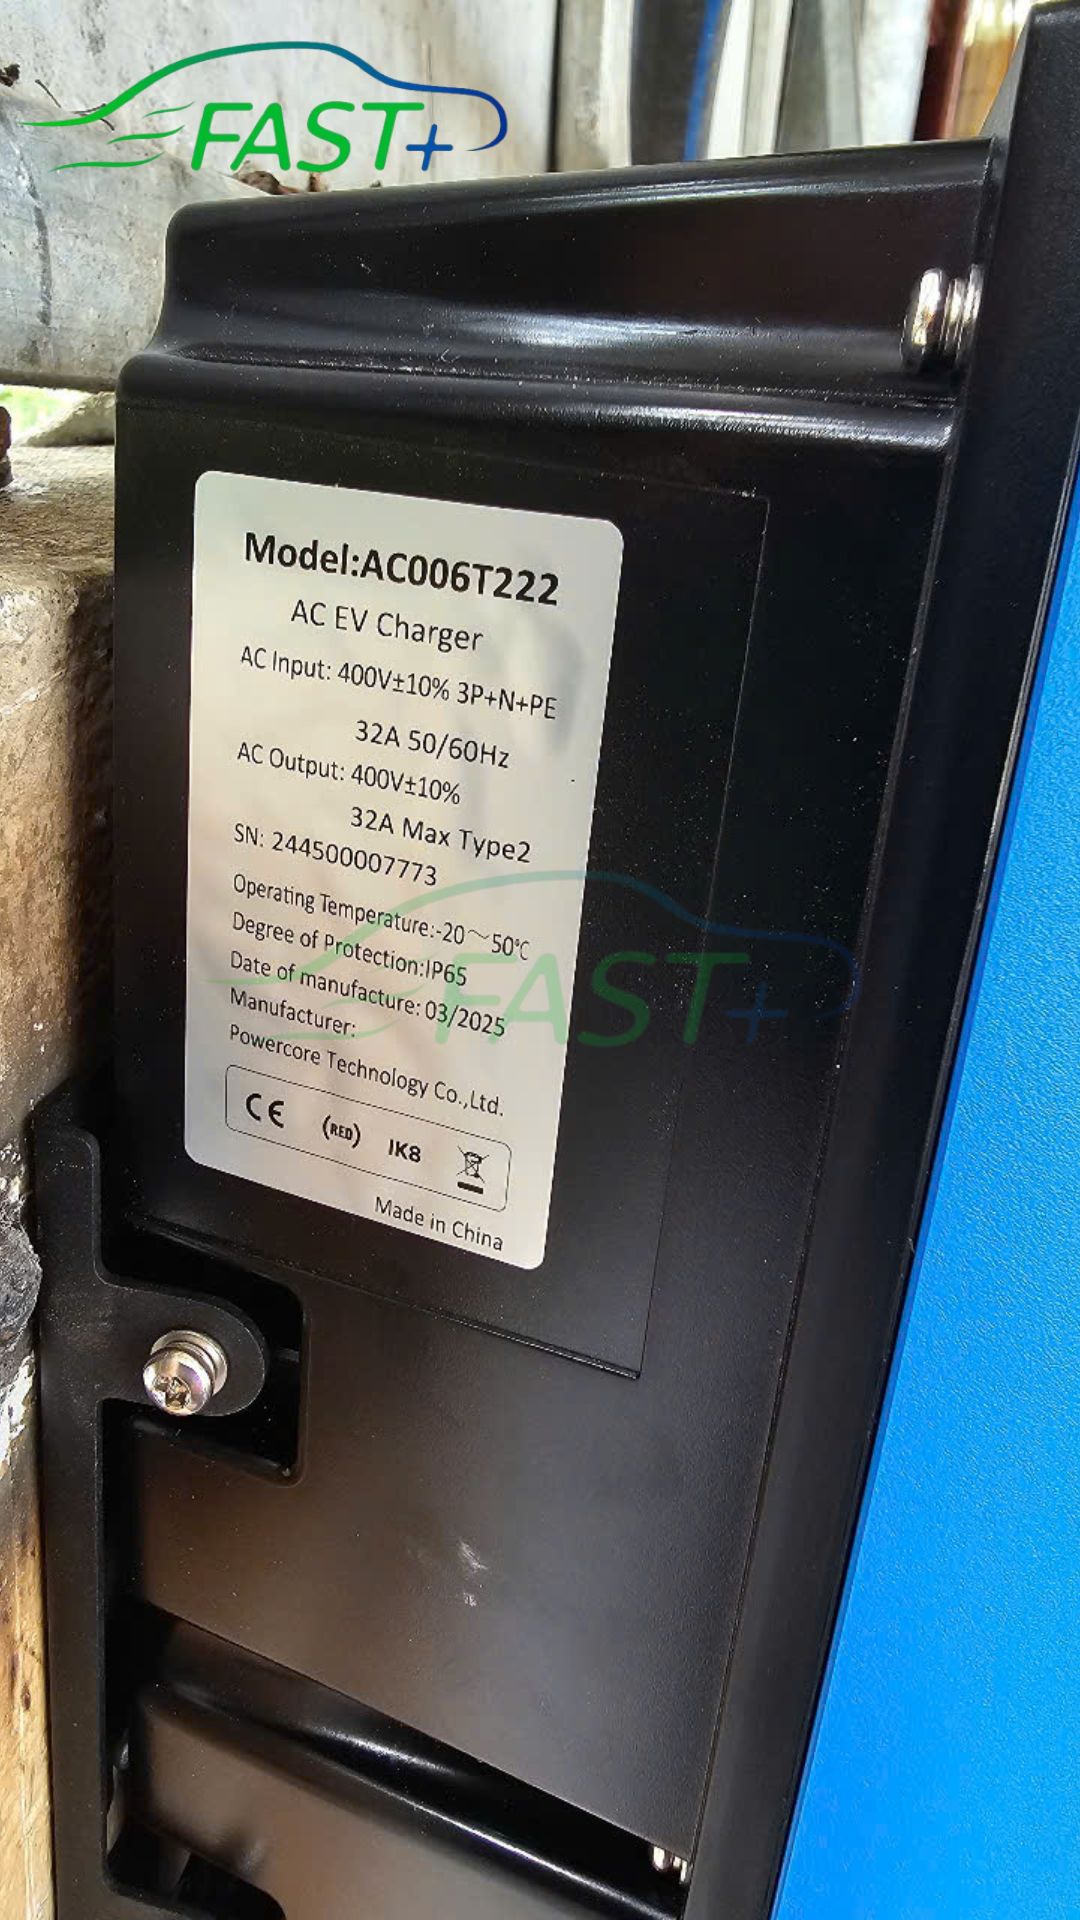 FAST+
Model:AC006T222
AC EV Charger
AC Input: 400V±10% 3P+N+PE
32A 50/60Hz
AC Output: 400V±10%
32A Max Type2
SN: 244500007773
Operating Temperature:-20~50℃
Degree of Protection:IP65
Date of manufacture: 03/2025
Manufacturer:
Powercore Technology Co.,Ltd.
CE (RED) IK8
Made in China
FAST+